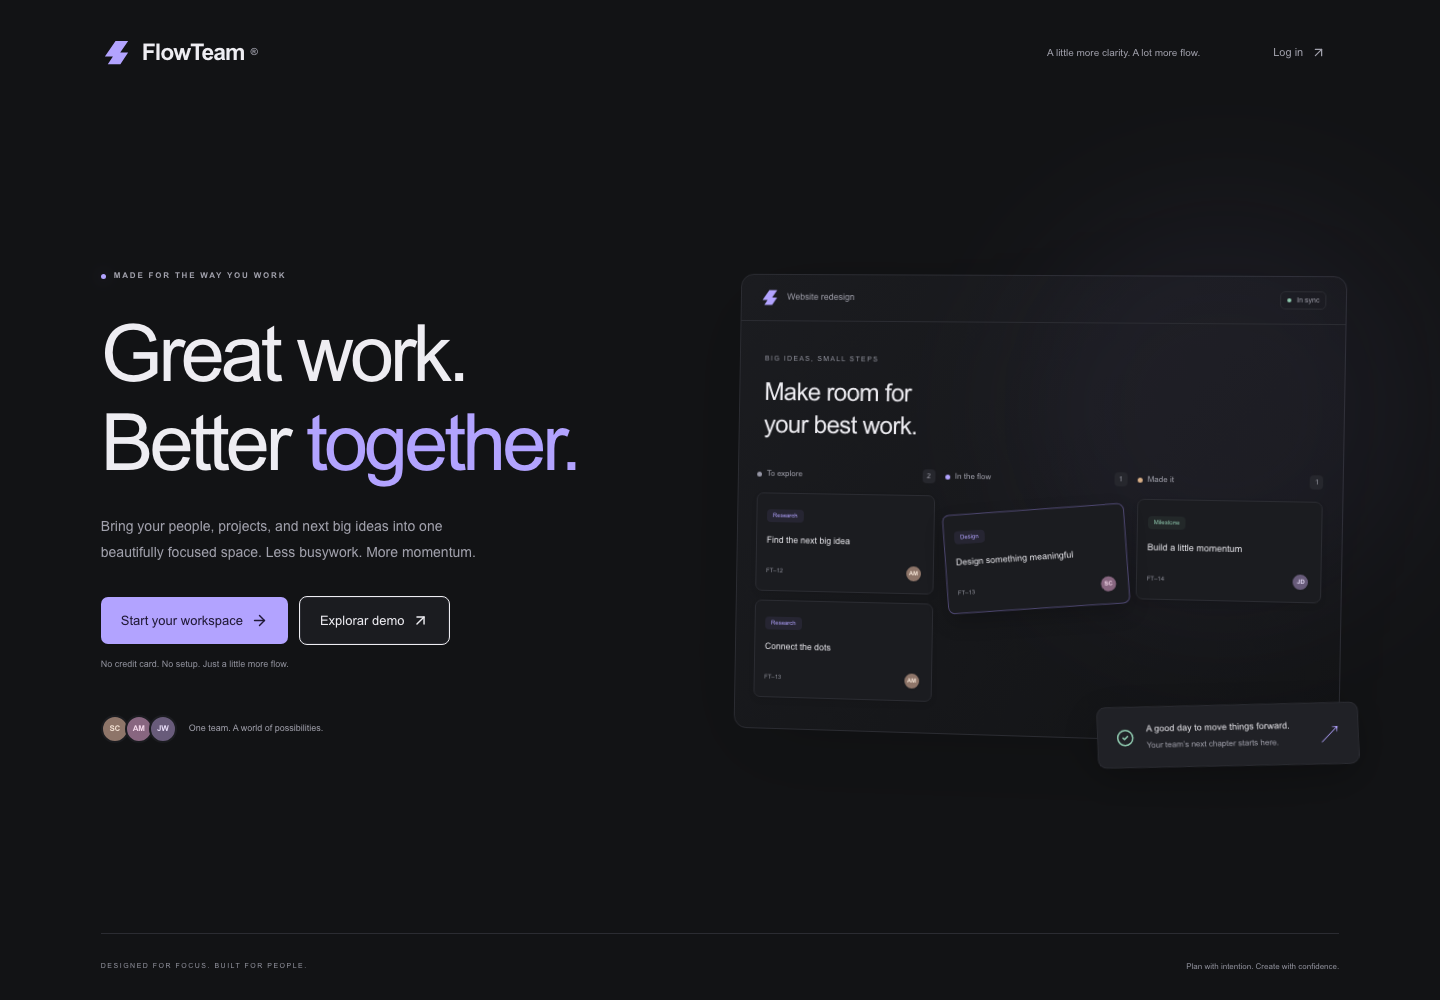 FlowTeam ®
A little more clarity. A lot more flow.
Log in
MADE FOR THE WAY YOU WORK
Great work.
Better together.
Bring your people, projects, and next big ideas into one
beautifully focused space. Less busywork. More momentum.
Start your workspace
Explorar demo
No credit card. No setup. Just a little more flow.
SC AM JW
One team. A world of possibilities.
Website redesign
In sync
BIG IDEAS, SMALL STEPS
Make room for
your best work.
To explore 2
Research
Find the next big idea
FT-12 AM
Research
Connect the dots
FT-13 AM
In the flow 1
Design
Design something meaningful
FT-13 SC
Made it 1
Milestone
Build a little momentum
FT-14 JD
A good day to move things forward.
Your team's next chapter starts here.
DESIGNED FOR FOCUS. BUILT FOR PEOPLE.
Plan with intention. Create with confidence.